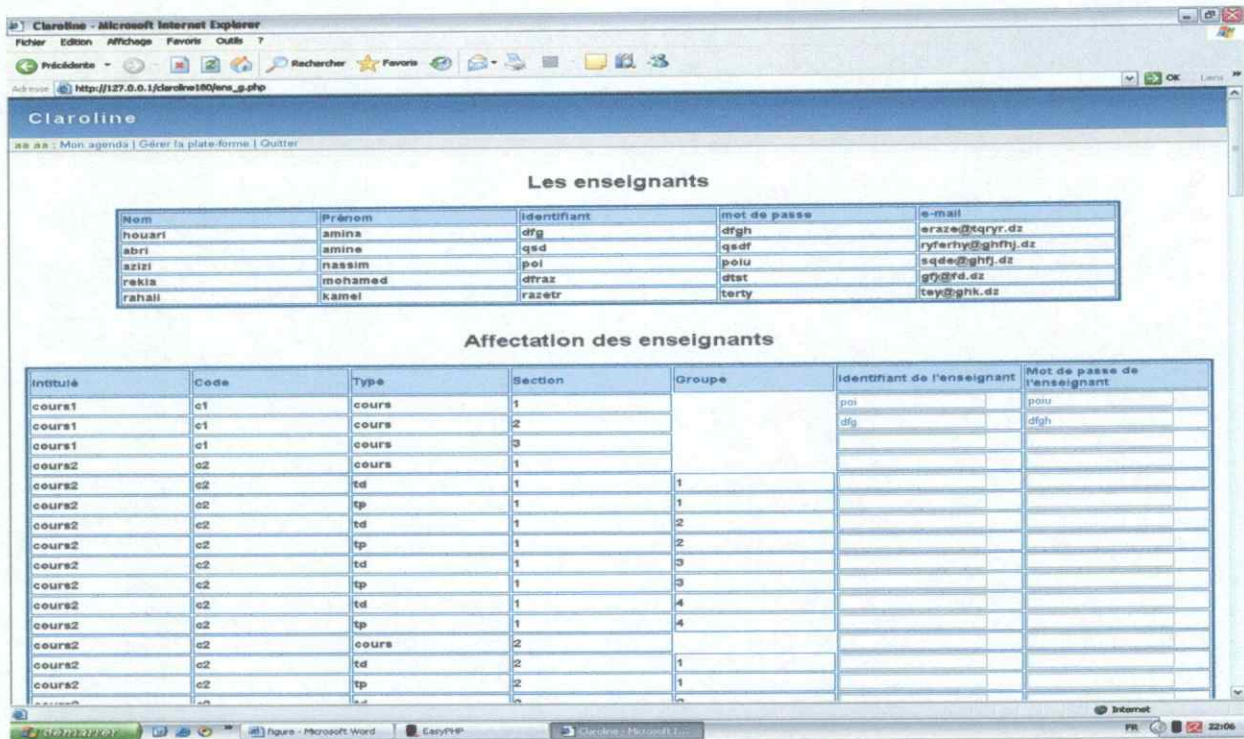 Claroline - Microsoft Internet Explorer
Fichier Edition Affichage Favoris Outils ?
Précédente Rechercher Favoris
Adresse http://127.0.0.1/claroline180/ens_g.php OK Liens
Claroline
aa aa : Mon agenda | Gérer la plate-forme | Quitter
Les enseignants
Nom Prénom Identifiant mot de passe e-mail
houari amina dfg dfgh eraze@tqryr.dz
abri amine qsd qsdf ryferhy@ghfhj.dz
azizi nassim poi poiu sqde@ghfj.dz
rekia mohamed dfraz dtst gfj@fd.dz
rahali kamel razetr terty tey@ghk.dz
Affectation des enseignants
Intitulé Code Type Section Groupe Identifiant de l'enseignant Mot de passe de l'enseignant
cours1 c1 cours 1 poi poiu
cours1 c1 cours 2 dfg dfgh
cours1 c1 cours 3
cours2 c2 cours 1
cours2 c2 td 1 1
cours2 c2 tp 1 1
cours2 c2 td 1 2
cours2 c2 tp 1 2
cours2 c2 td 1 3
cours2 c2 tp 1 3
cours2 c2 td 1 4
cours2 c2 tp 1 4
cours2 c2 cours 2
cours2 c2 td 2 1
cours2 c2 tp 2 1
Internet
démarrer figure - Microsoft Word EasyPHP Claroline - Microsoft I... FR 22:06